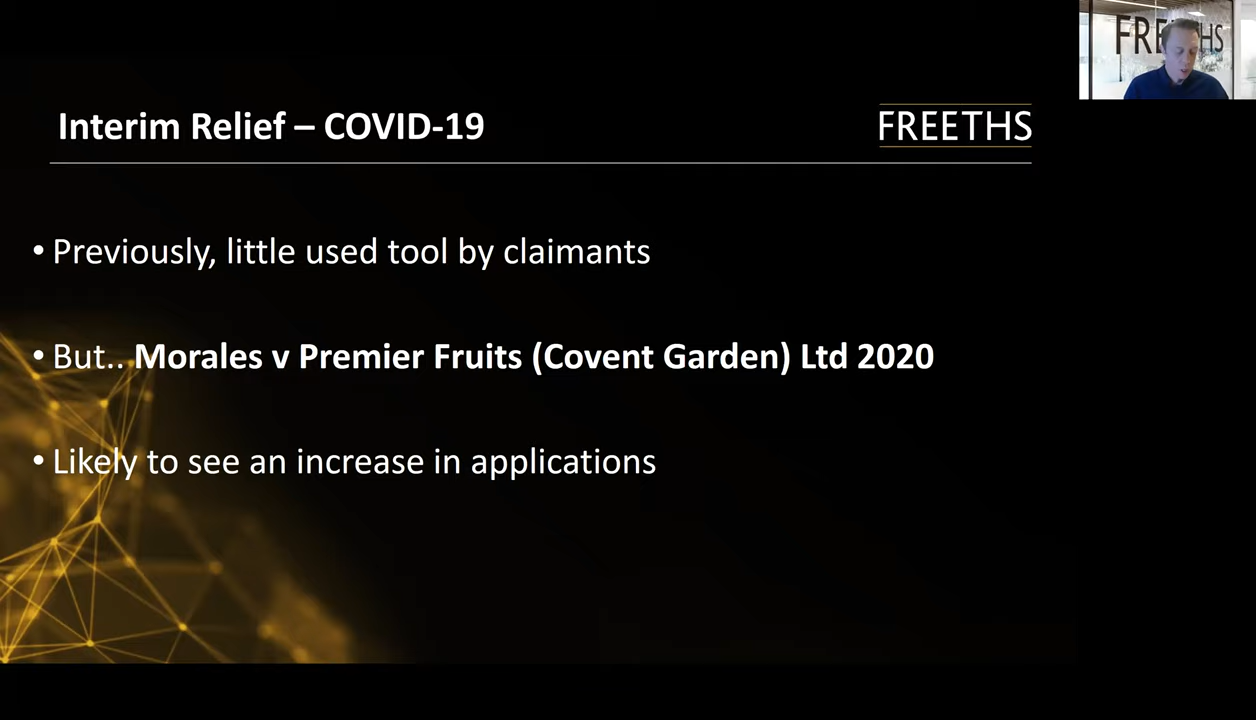 FREETHS
Interim Relief – COVID-19
FREETHS
• Previously, little used tool by claimants
• But.. Morales v Premier Fruits (Covent Garden) Ltd 2020
• Likely to see an increase in applications